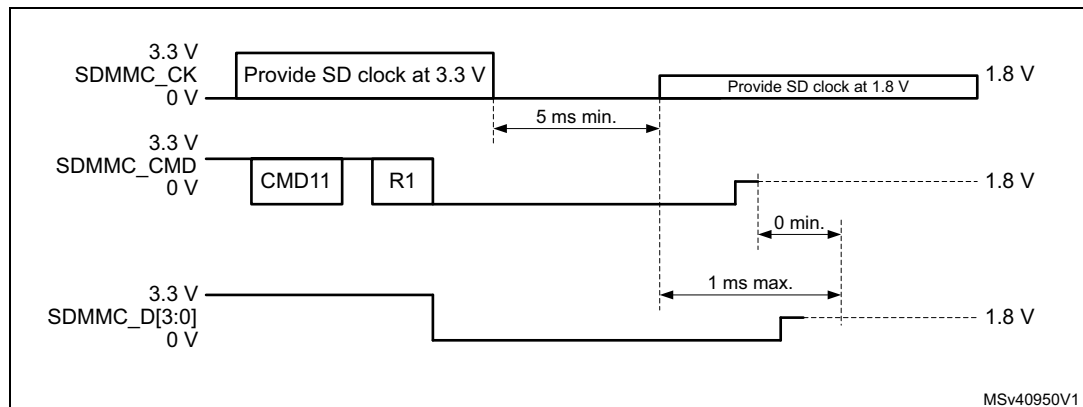 3.3 V
SDMMC_CK
0 V
Provide SD clock at 3.3 V
Provide SD clock at 1.8 V
1.8 V
5 ms min.
3.3 V
SDMMC_CMD
0 V
CMD11
R1
1.8 V
0 min.
1 ms max.
3.3 V
SDMMC_D[3:0]
0 V
1.8 V
MSv40950V1